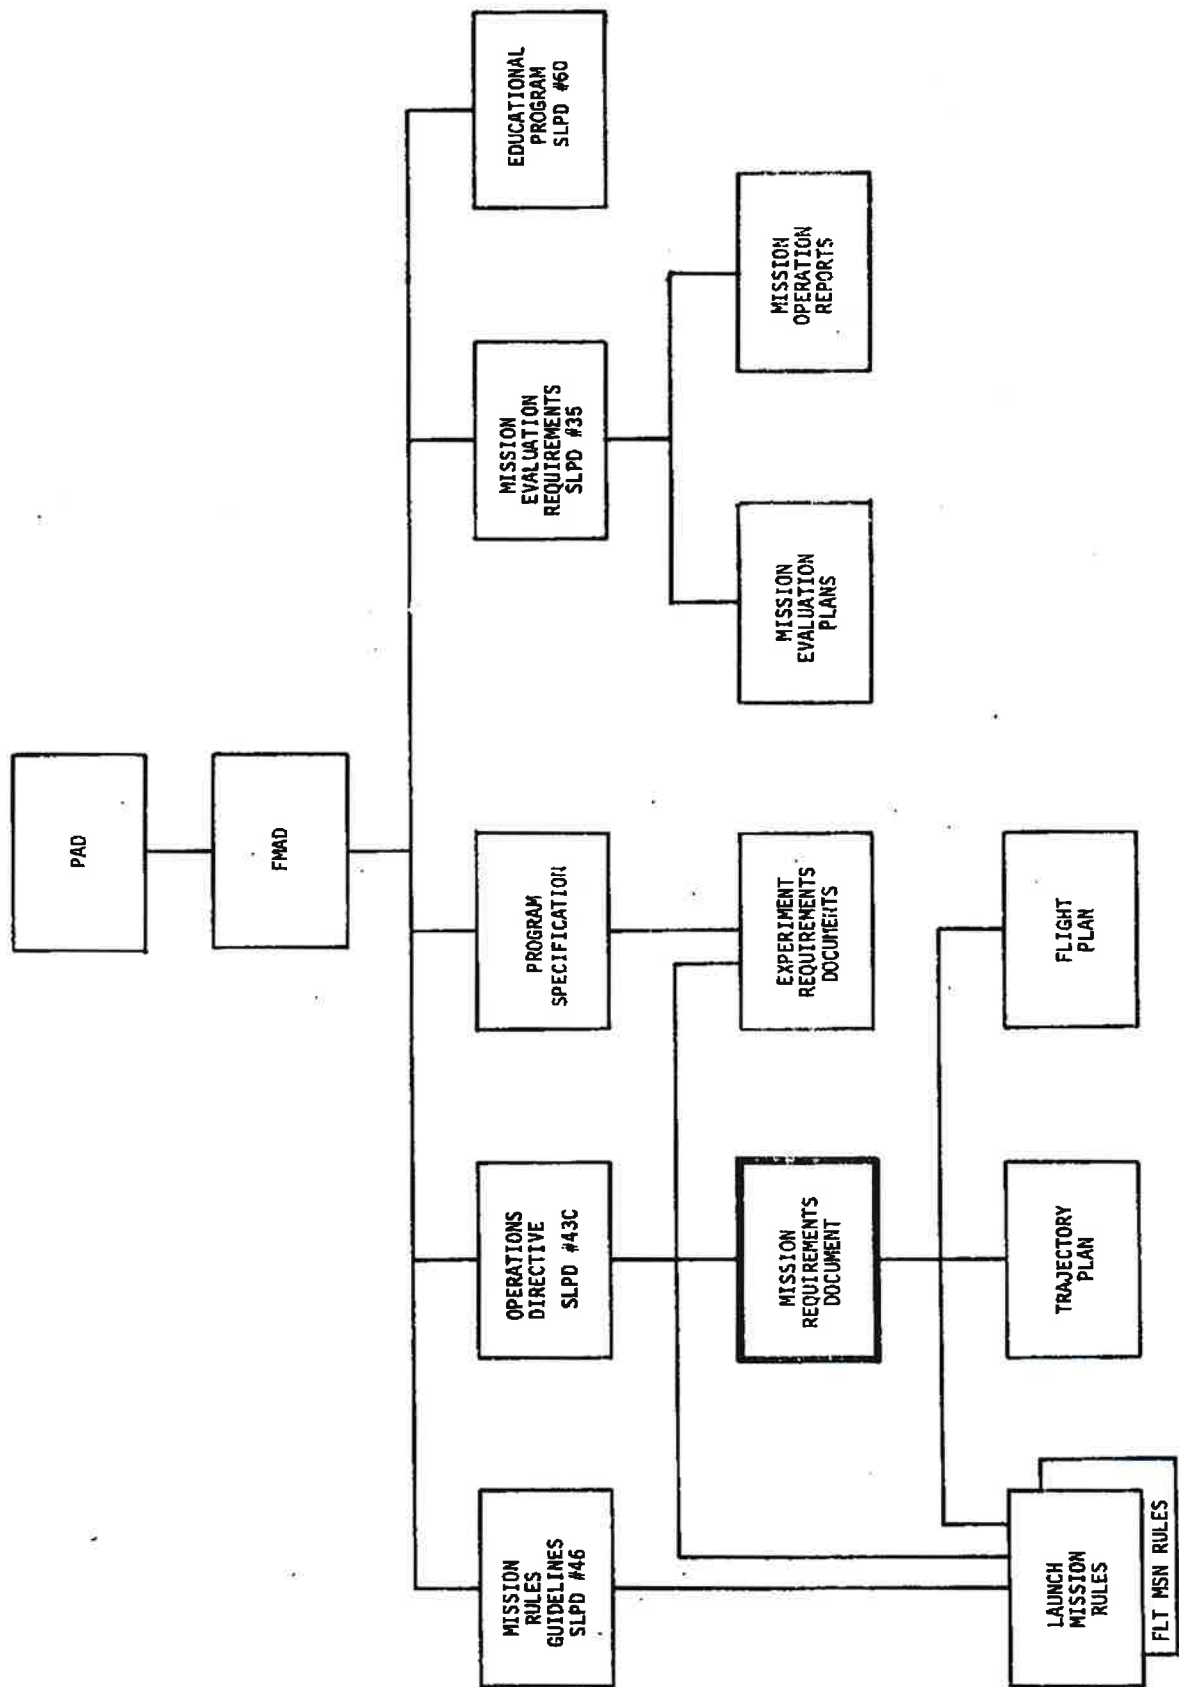 PAD
FMAD
MISSION
RULES
GUIDELINES
SLPD #46
OPERATIONS
DIRECTIVE
SLPD #43C
PROGRAM
SPECIFICATION
MISSION
EVALUATION
REQUIREMENTS
SLPD #35
EDUCATIONAL
PROGRAM
SLPD #60
MISSION
REQUIREMENTS
DOCUMENT
EXPERIMENT
REQUIREMENTS
DOCUMENTS
MISSION
EVALUATION
PLANS
MISSION
OPERATION
REPORTS
LAUNCH
MISSION
RULES
FLT MSN RULES
TRAJECTORY
PLAN
FLIGHT
PLAN